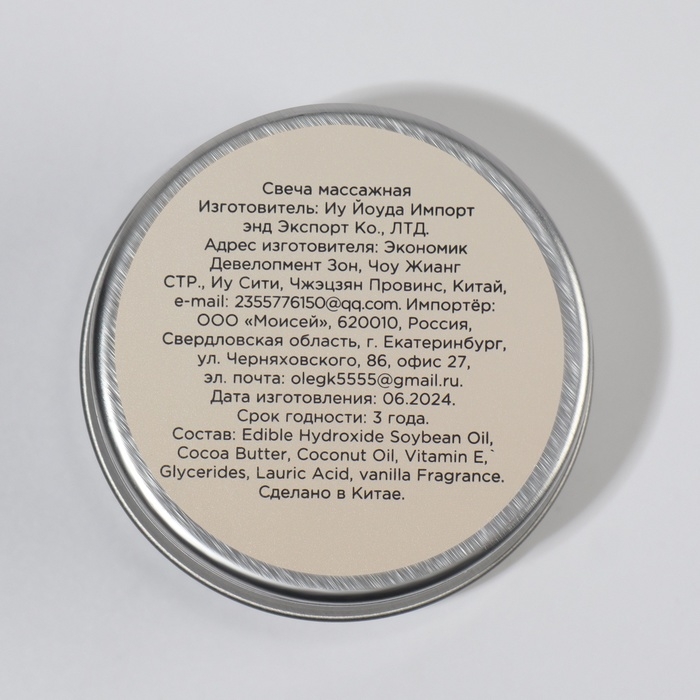 Свеча массажная
Изготовитель: Иу Йоуда Импорт
энд Экспорт Ко., ЛТД.
Адрес изготовителя: Экономик
Девелопмент Зон, Чоу Жианг
СТР., Иу Сити, Чжэцзян Провинс, Китай,
e-mail: 2355776150@qq.com. Импортёр:
ООО «Моисей», 620010, Россия,
Свердловская область, г. Екатеринбург,
ул. Черняховского, 86, офис 27,
эл. почта: olegk5555@gmail.ru.
Дата изготовления: 06.2024.
Срок годности: 3 года.
Состав: Edible Hydroxide Soybean Oil,
Cocoa Butter, Coconut Oil, Vitamin E,`
Glycerides, Lauric Acid, vanilla Fragrance.
Сделано в Китае.